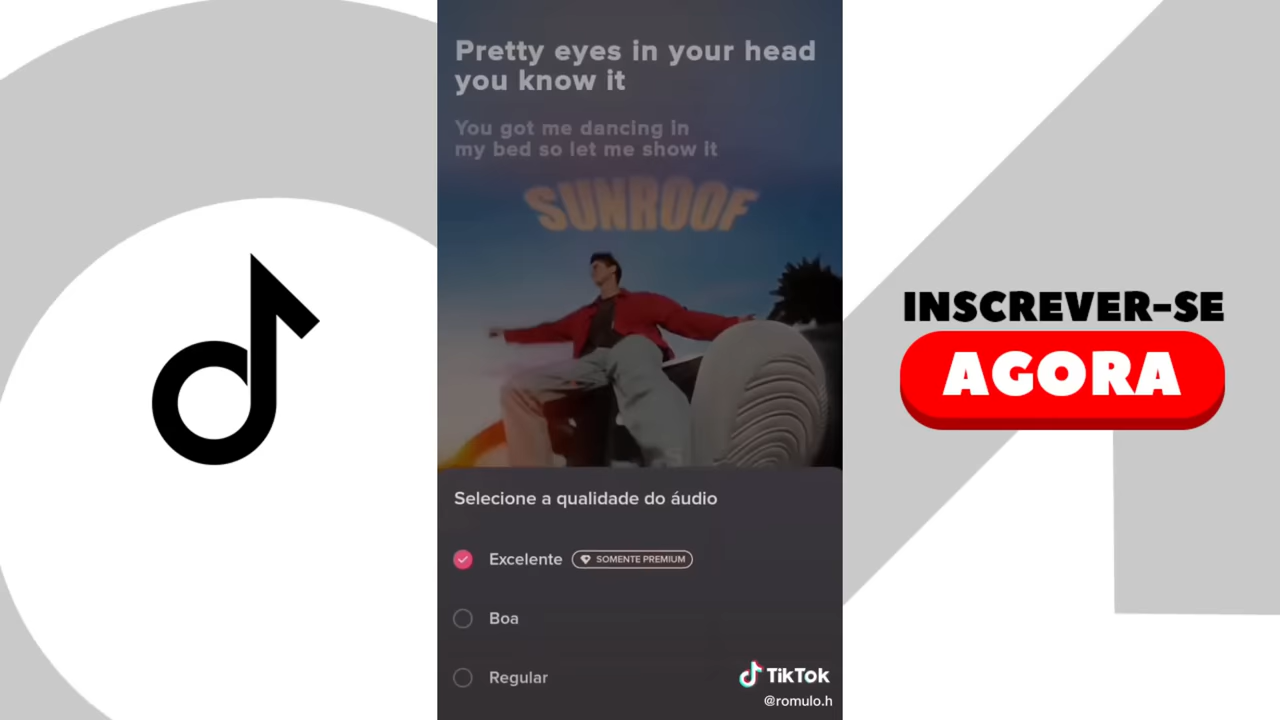 Pretty eyes in your head
you know it
You got me dancing in
my bed so let me show it
SUNROOF
INSCREVER-SE
AGORA
Selecione a qualidade do áudio
Excelente SOMENTE PREMIUM
Boa
Regular
TikTok
@romulo.h